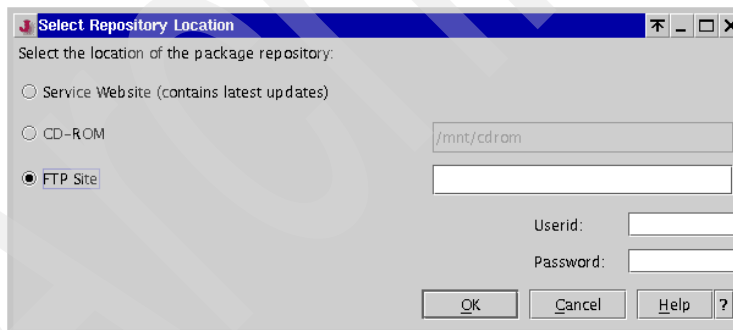 Select Repository Location
Select the location of the package repository:
Service Website (contains latest updates)
CD-ROM
/mnt/cdrom
FTP Site
Userid:
Password:
OK Cancel Help ?